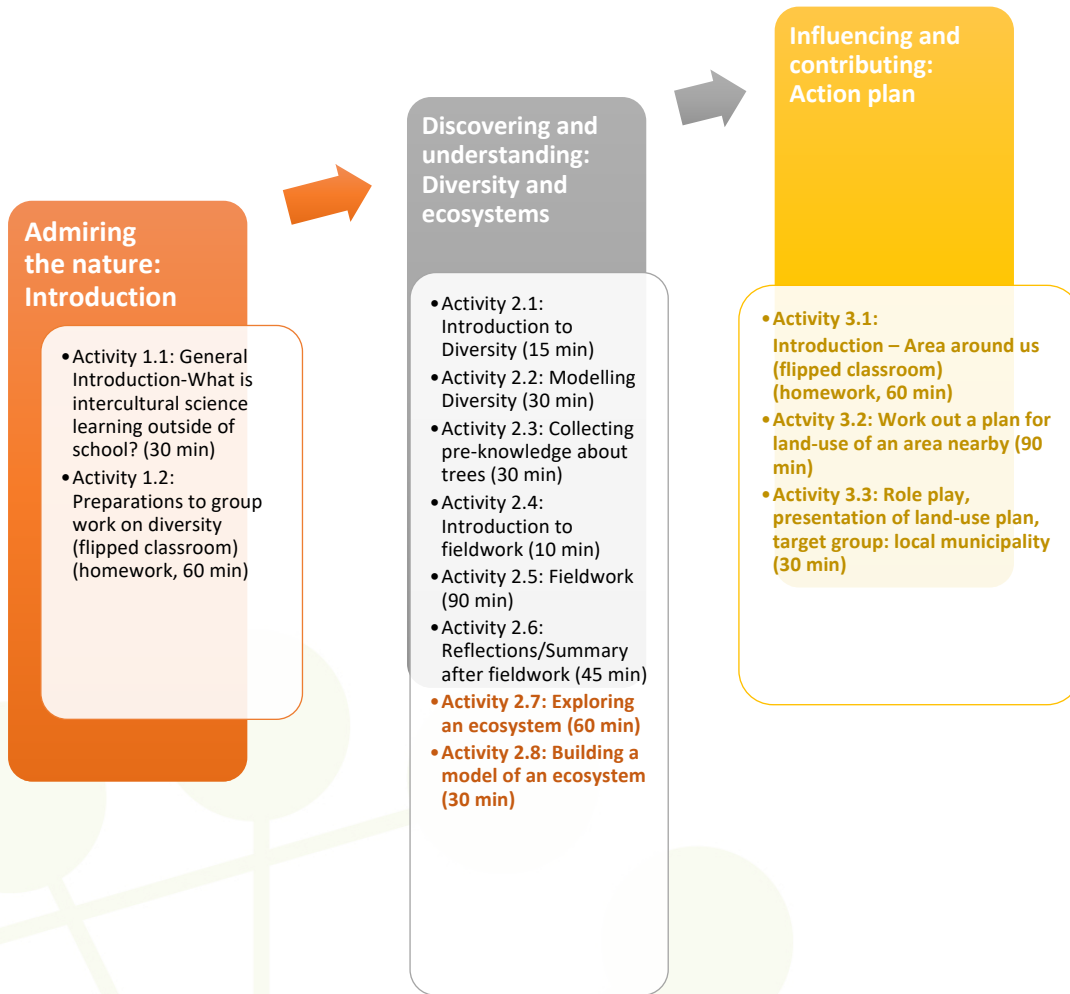 Admiring
the nature:
Introduction
•Activity 1.1: General
Introduction-What is
intercultural science
learning outside of
school? (30 min)
•Activity 1.2:
Preparations to group
work on diversity
(flipped classroom)
(homework, 60 min)
Discovering and
understanding:
Diversity and
ecosystems
•Activity 2.1:
Introduction to
Diversity (15 min)
•Activity 2.2: Modelling
Diversity (30 min)
•Activity 2.3: Collecting
pre-knowledge about
trees (30 min)
•Activity 2.4:
Introduction to
fieldwork (10 min)
•Activity 2.5: Fieldwork
(90 min)
•Activity 2.6:
Reflections/Summary
after fieldwork (45 min)
•Activity 2.7: Exploring
an ecosystem (60 min)
•Activity 2.8: Building a
model of an ecosystem
(30 min)
Influencing and
contributing:
Action plan
•Activity 3.1:
Introduction – Area around us
(flipped classroom)
(homework, 60 min)
•Actvity 3.2: Work out a plan for
land-use of an area nearby (90
min)
•Activity 3.3: Role play,
presentation of land-use plan,
target group: local municipality
(30 min)